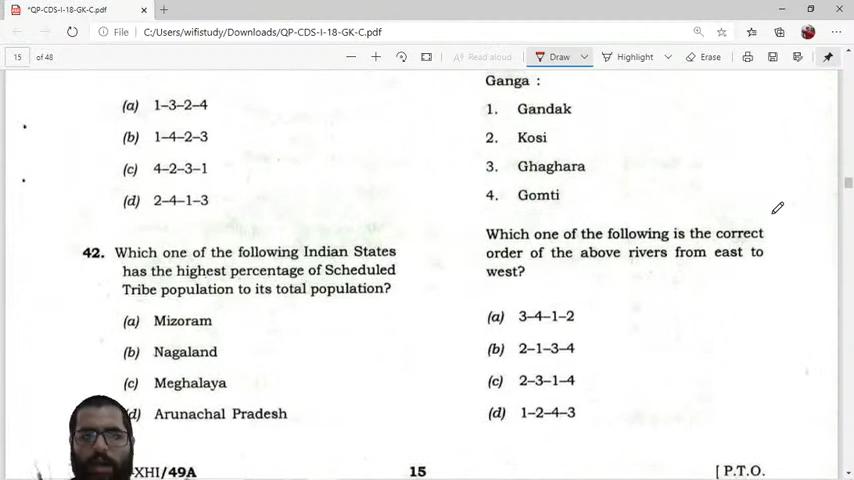 *QP-CDS-I-18-GK-C.pdf
File
C:/Users/wifistudy/Downloads/QP-CDS-I-18-GK-C.pdf
15 of 48
Read aloud
Draw
Highlight
Erase
(a) 1–3–2–4
(b) 1–4–2–3
(c) 4–2–3–1
(d) 2–4–1–3
42. Which one of the following Indian States
has the highest percentage of Scheduled
Tribe population to its total population?
(a) Mizoram
(b) Nagaland
(c) Meghalaya
(d) Arunachal Pradesh
Ganga :
1. Gandak
2. Kosi
3. Ghaghara
4. Gomti
Which one of the following is the correct
order of the above rivers from east to
west?
(a) 3–4–1–2
(b) 2–1–3–4
(c) 2–3–1–4
(d) 1–2–4–3
-XHI/49A
15
[ P.T.O.